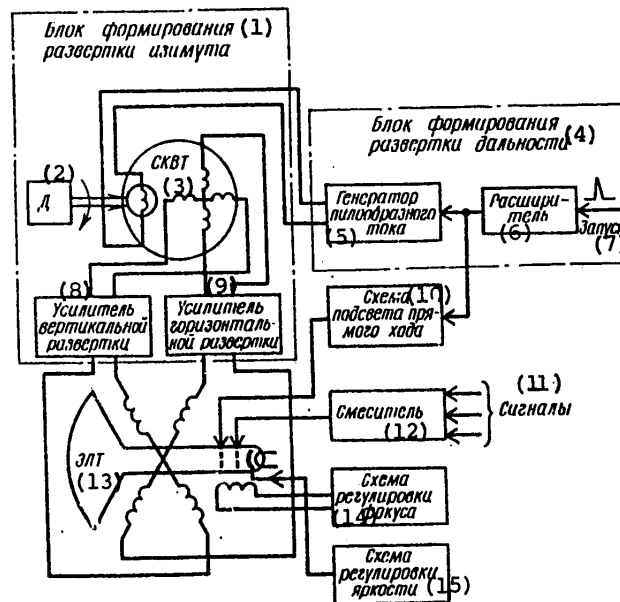 Блок формирования (1)
развертки азимута
Блок формирования
развертки дальности (4)
СКВТ
(3)
(2)
Д
Генератор
пилообразного
тока
(5)
Расшири-
тель
(6)
Запуск
(7)
(8)
Усилитель
вертикальной
развертки
(9)
Усилитель
горизонталь-
ной развертки
Схема (10)
подсвета пря-
мого хода
(11)
Сигналы
Смеситель
(12)
ЭЛТ
(13)
Схема
регулировки
фокуса
(14)
Схема
регулировки
яркости (15)